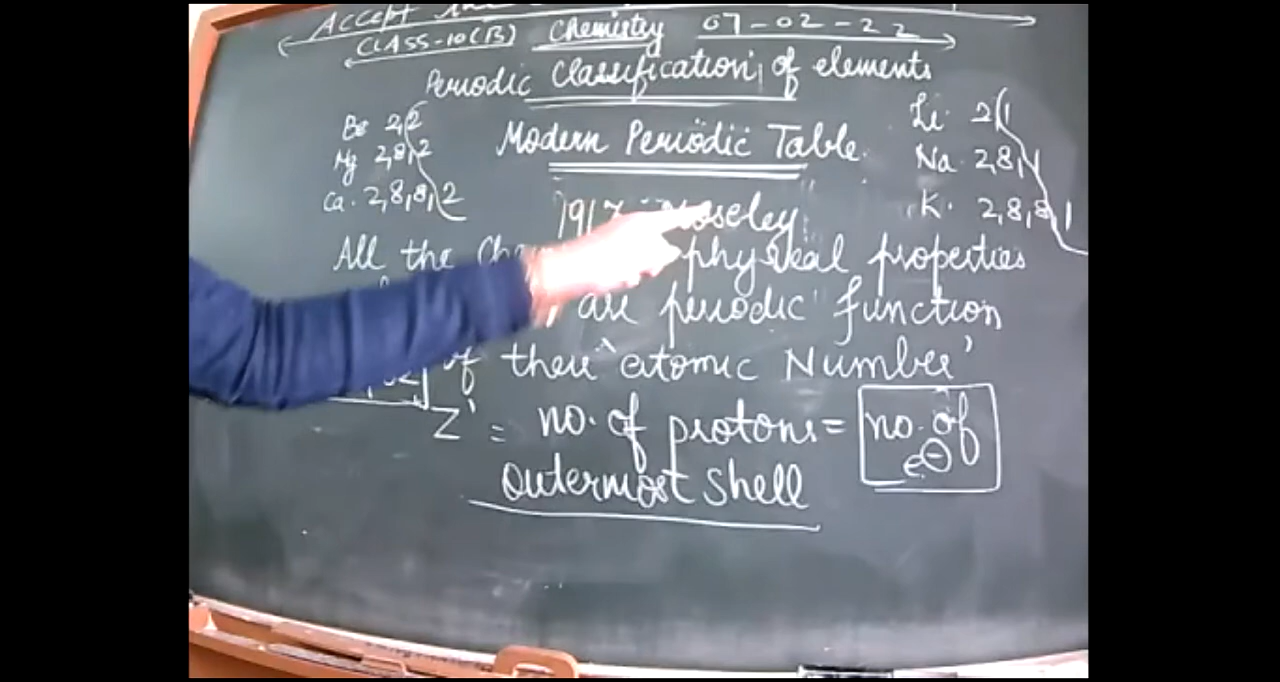 Accept
CLASS-10(B) Chemistry 07-02-22
Periodic Classification of elements
Be 2,2
Mg 2,8,2
Ca. 2,8,8,2
Modern Periodic Table.
Li. 2,1
Na. 2,8,1
K. 2,8,8,1
Moseley
All the physical properties
are periodic function
of their "atomic Number"
Z' = no. of protons = no. of e⊖
outermost shell